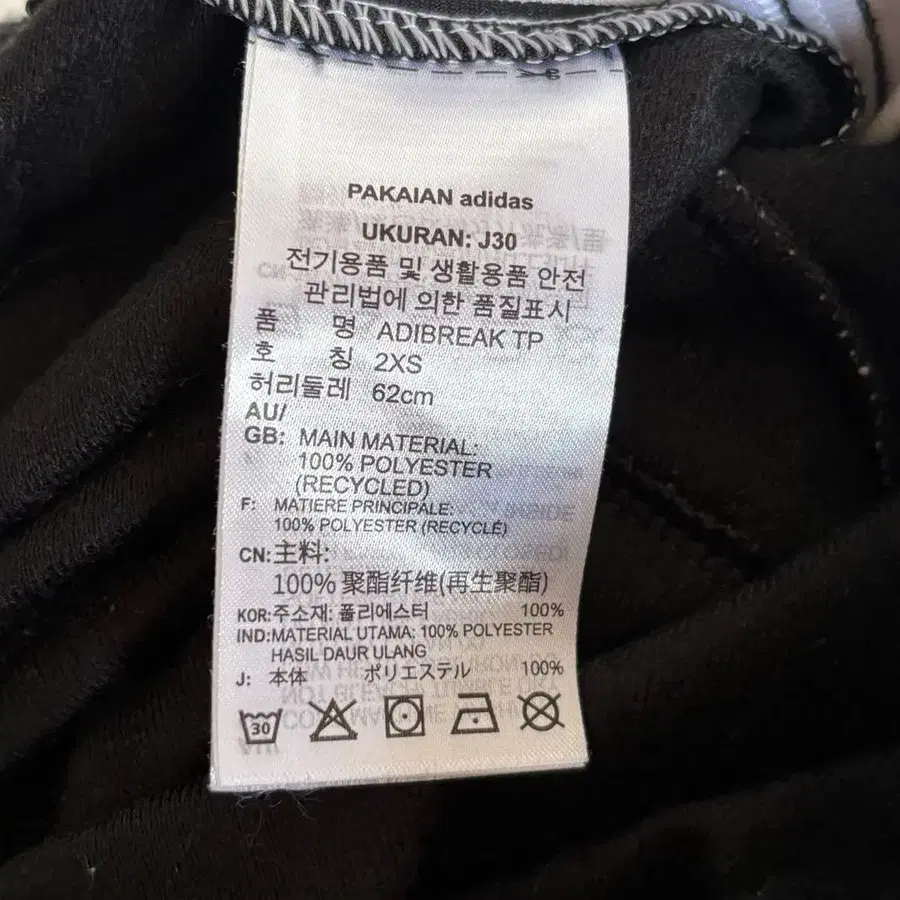 PAKAIAN adidas
UKURAN: J30
전기용품 및 생활용품 안전
관리법에 의한 품질표시
품 명 ADIBREAK TP
호 칭 2XS
허리둘레 62cm
AU/
GB: MAIN MATERIAL:
100% POLYESTER
(RECYCLED)
F: MATIERE PRINCIPALE:
100% POLYESTER (RECYCLÉ)
CN:主料:
100% 聚酯纤维(再生聚酯)
KOR:주소재: 폴리에스터 100%
IND:MATERIAL UTAMA: 100% POLYESTER
HASIL DAUR ULANG
J: 本体 ポリエステル 100%
30